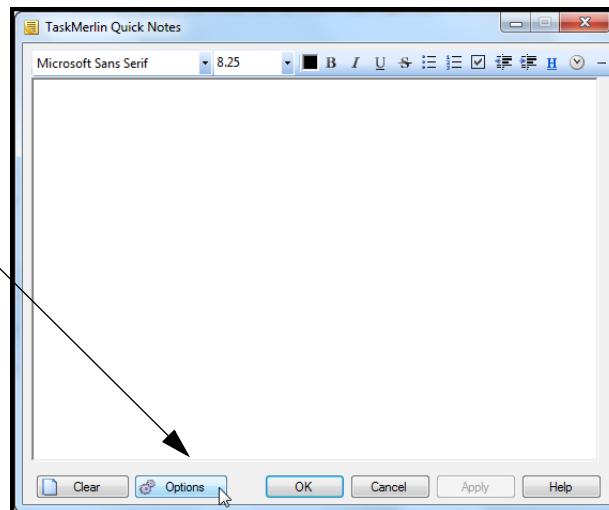 TaskMerlin Quick Notes
Microsoft Sans Serif 8.25 B I U S H
Clear Options OK Cancel Apply Help